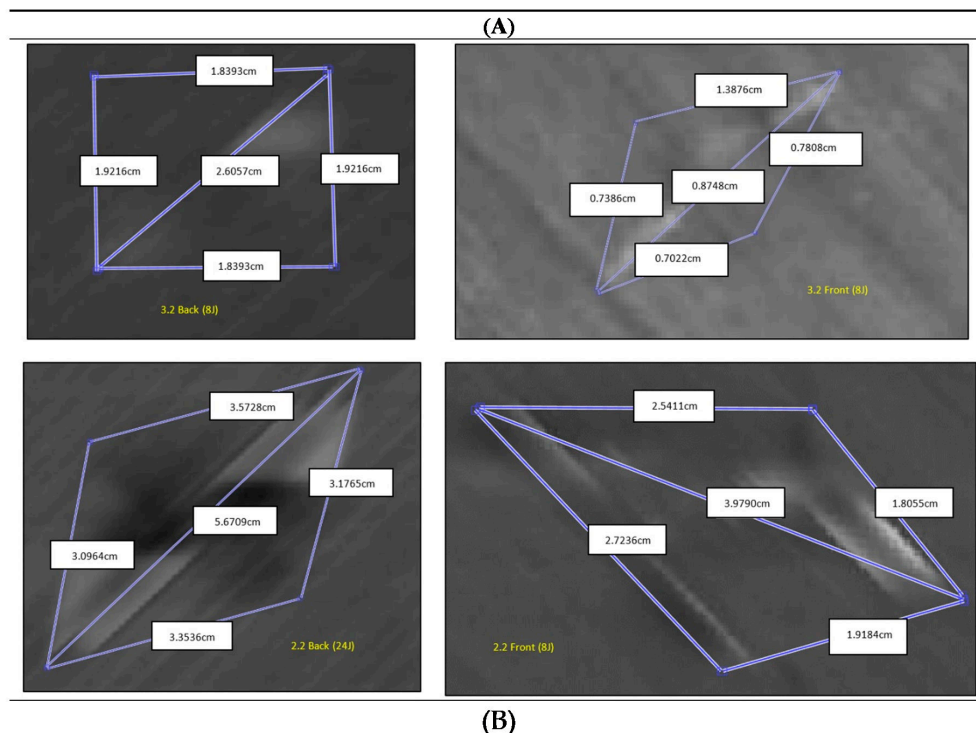 (A)
1.8393cm
1.9216cm
2.6057cm
1.9216cm
1.8393cm
3.2 Back (8J)
1.3876cm
0.7808cm
0.8748cm
0.7386cm
0.7022cm
3.2 Front (8J)
3.5728cm
3.1765cm
5.6709cm
3.0964cm
3.3536cm
2.2 Back (24J)
2.5411cm
3.9790cm
1.8055cm
2.7236cm
1.9184cm
2.2 Front (8J)
(B)